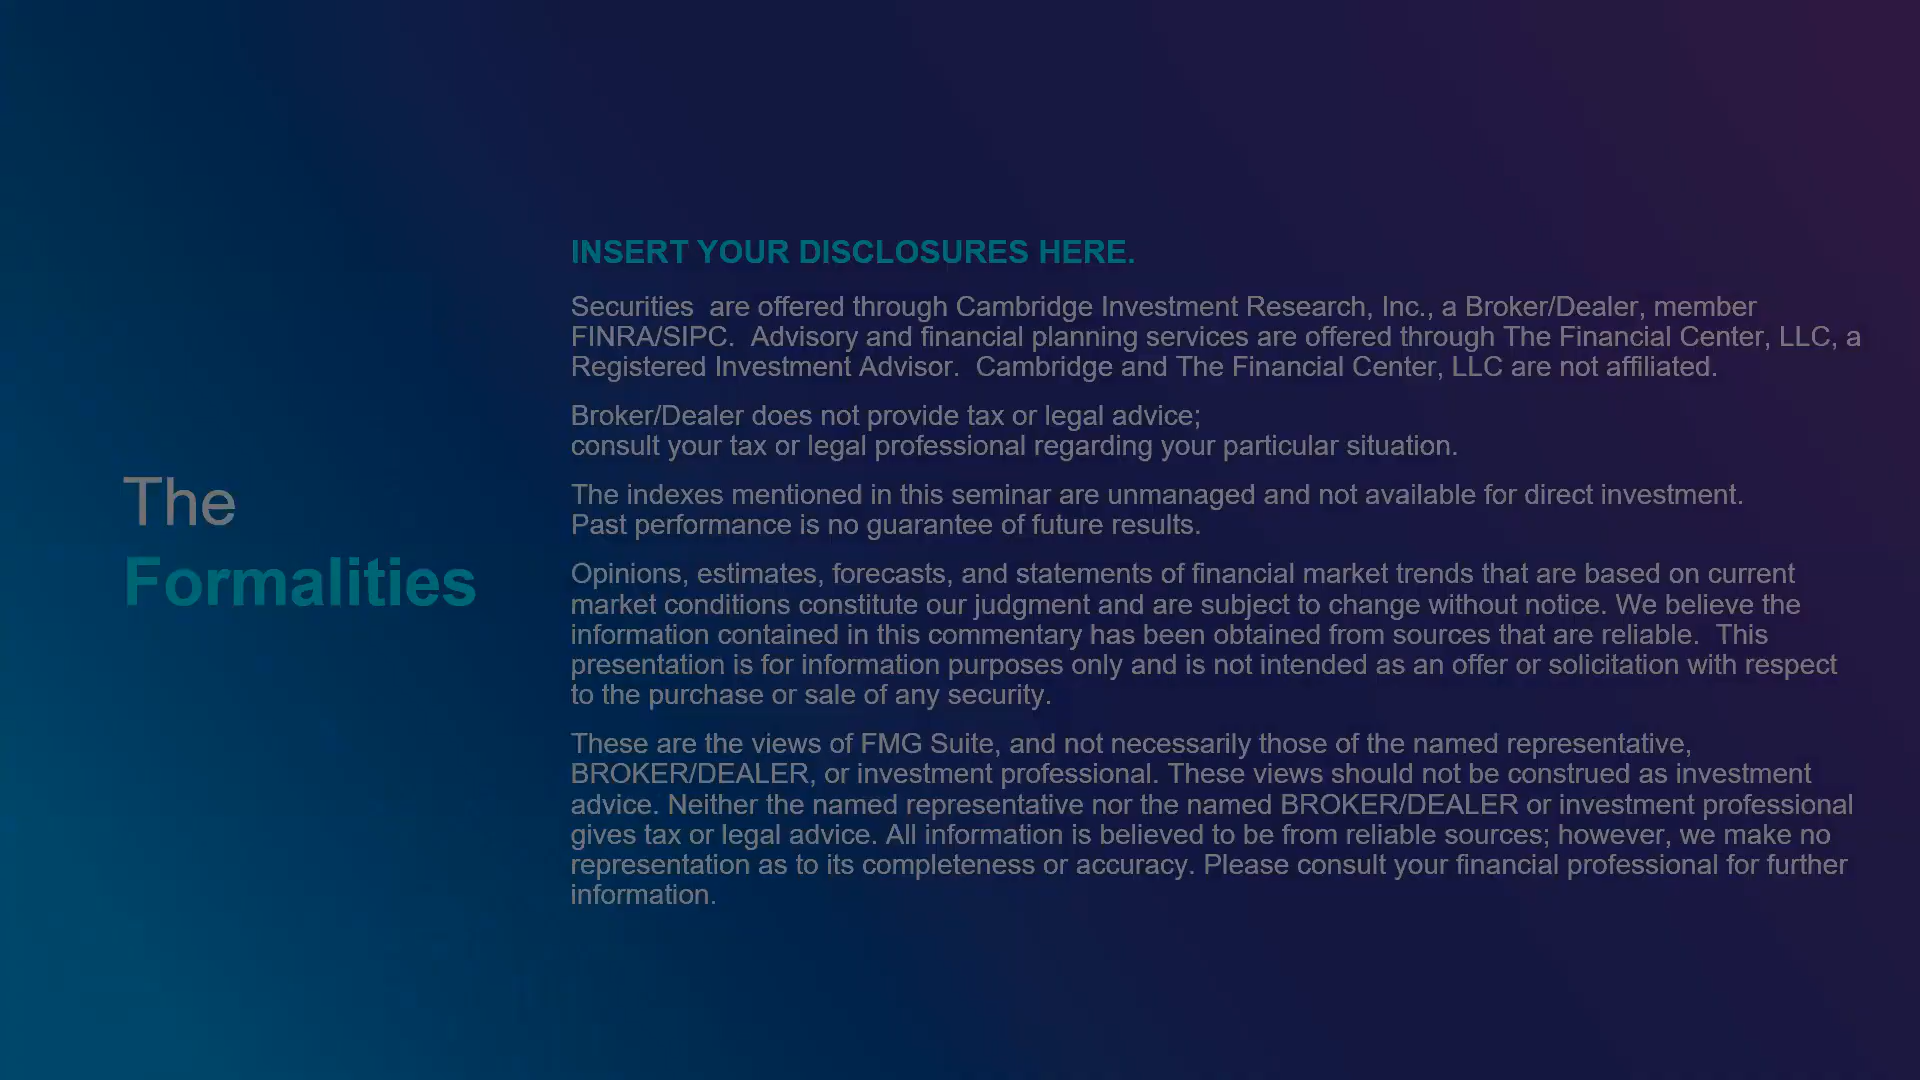 The
Formalities
INSERT YOUR DISCLOSURES HERE.
Securities  are offered through Cambridge Investment Research, Inc., a Broker/Dealer, member
FINRA/SIPC.  Advisory and financial planning services are offered through The Financial Center, LLC, a
Registered Investment Advisor.  Cambridge and The Financial Center, LLC are not affiliated.
Broker/Dealer does not provide tax or legal advice;
consult your tax or legal professional regarding your particular situation.
The indexes mentioned in this seminar are unmanaged and not available for direct investment.
Past performance is no guarantee of future results.
Opinions, estimates, forecasts, and statements of financial market trends that are based on current
market conditions constitute our judgment and are subject to change without notice. We believe the
information contained in this commentary has been obtained from sources that are reliable.  This
presentation is for information purposes only and is not intended as an offer or solicitation with respect
to the purchase or sale of any security.
These are the views of FMG Suite, and not necessarily those of the named representative,
BROKER/DEALER, or investment professional. These views should not be construed as investment
advice. Neither the named representative nor the named BROKER/DEALER or investment professional
gives tax or legal advice. All information is believed to be from reliable sources; however, we make no
representation as to its completeness or accuracy. Please consult your financial professional for further
information.